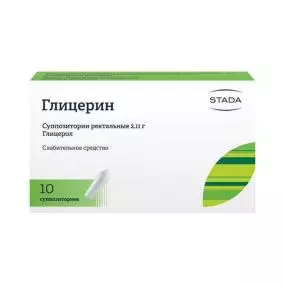 STADA
Глицерин
Суппозитории ректальные 2,11 г
Глицерол
Слабительное средство
10
суппозиториев